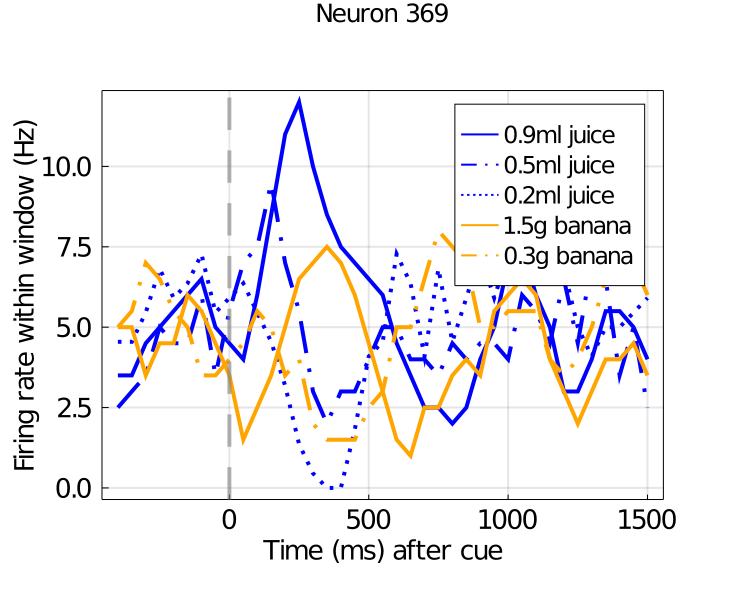 Neuron 369
Firing rate within window (Hz)
10.0
7.5
5.0
2.5
0.0
0.9ml juice
0.5ml juice
0.2ml juice
1.5g banana
0.3g banana
0 500 1000 1500
Time (ms) after cue